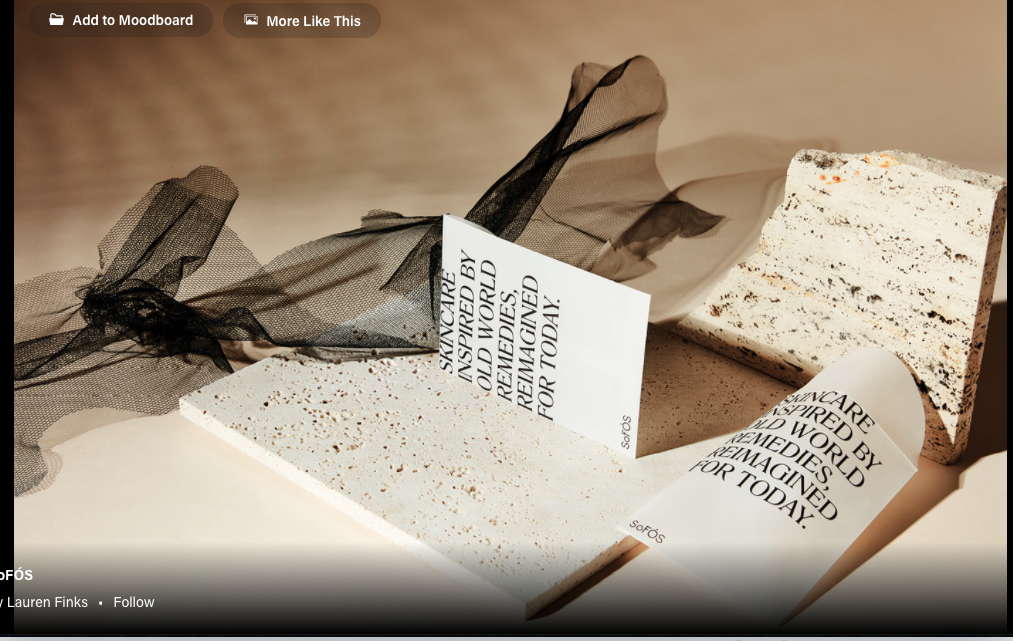 Add to Moodboard
More Like This
SKINCARE
INSPIRED BY
OLD WORLD
REMEDIES,
REIMAGINED
FOR TODAY.
SoFÓS
SKINCARE
INSPIRED BY
OLD WORLD
REMEDIES,
REIMAGINED
FOR TODAY.
SoFÓS
oFÓS
y Lauren Finks • Follow